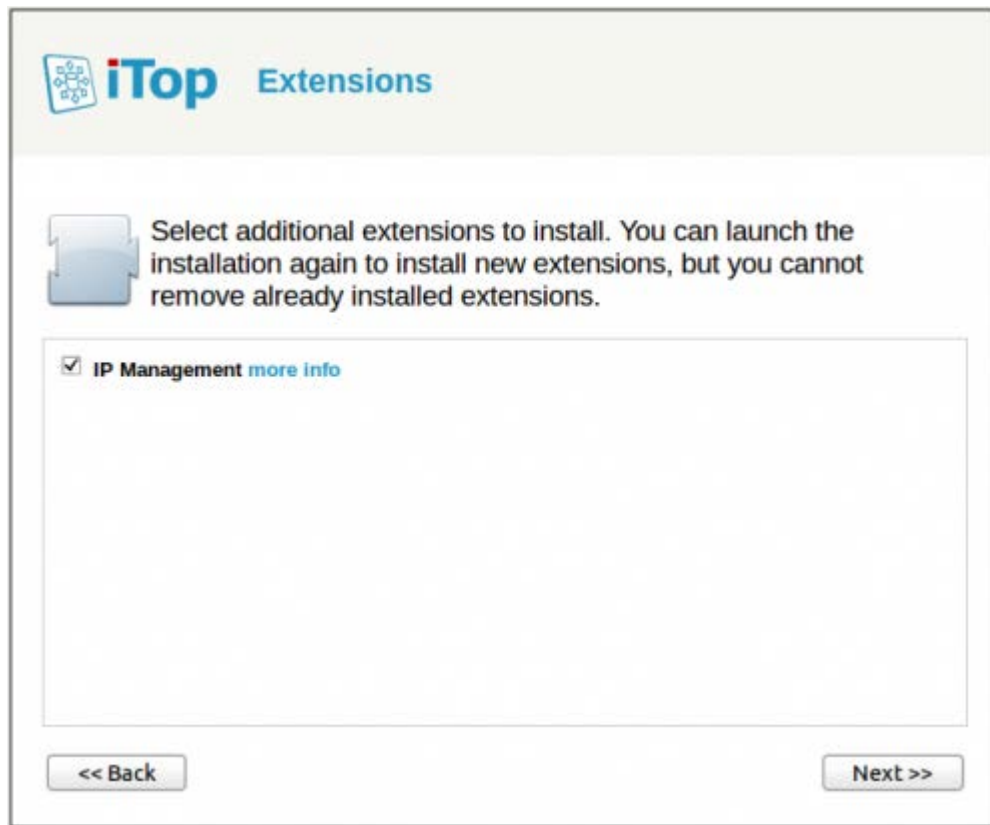 iTop Extensions
Select additional extensions to install. You can launch the
installation again to install new extensions, but you cannot
remove already installed extensions.
IP Management more info
<< Back Next >>